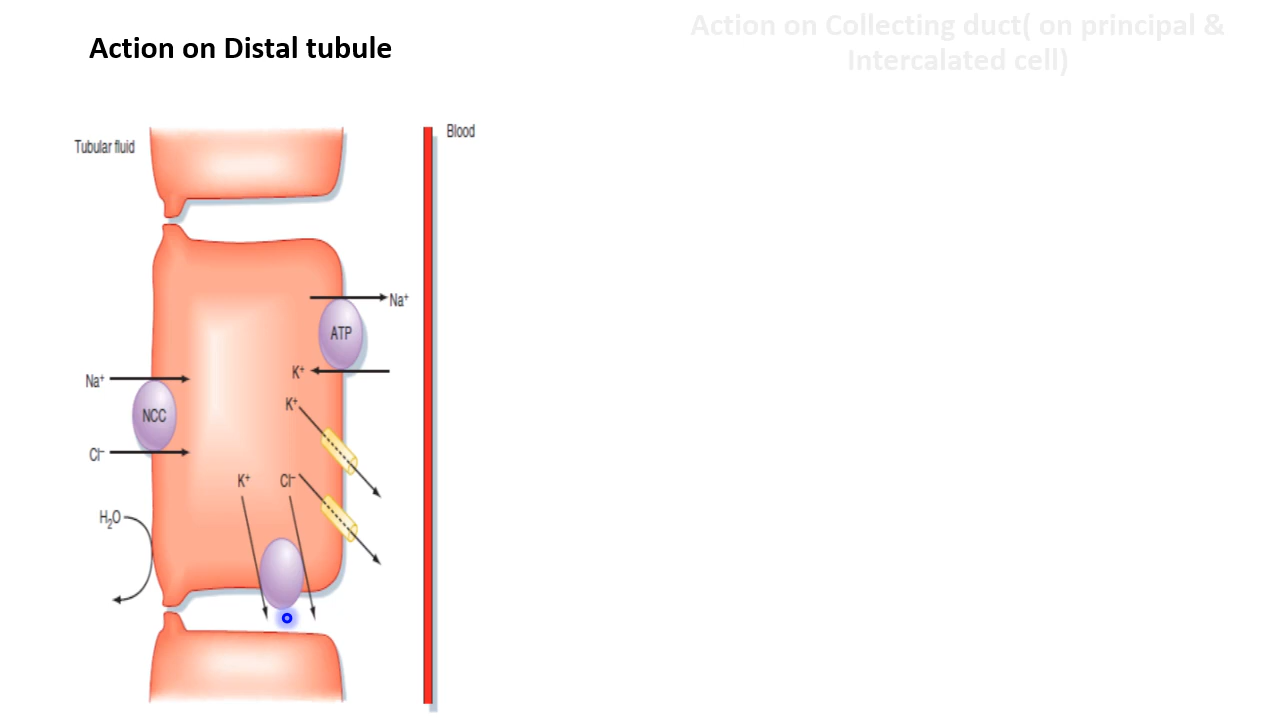 Action on Collecting duct( on principal &
Intercalated cell)
Action on Distal tubule
Tubular fluid
Blood
Na⁺
ATP
K⁺
K⁺
Na⁺
NCC
Cl⁻
K⁺
Cl⁻
H₂O